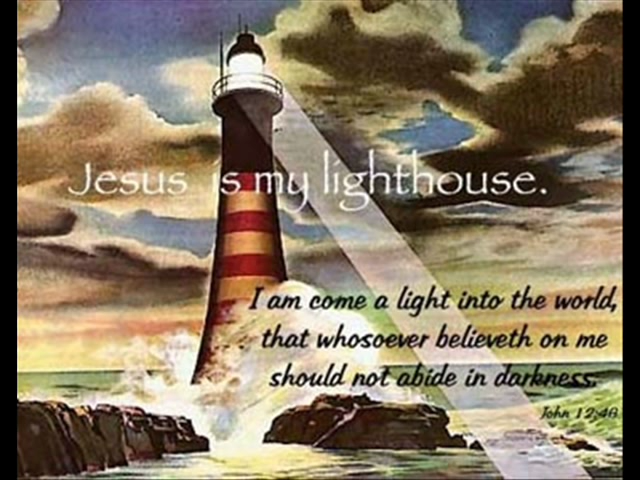 Jesus is my lighthouse.
I am come a light into the world,
that whosoever believeth on me
should not abide in darkness.
John 12:46